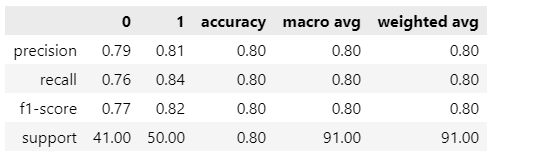 0 1 accuracy macro avg weighted avg
precision 0.79 0.81 0.80 0.80 0.80
recall 0.76 0.84 0.80 0.80 0.80
f1-score 0.77 0.82 0.80 0.80 0.80
support 41.00 50.00 0.80 91.00 91.00